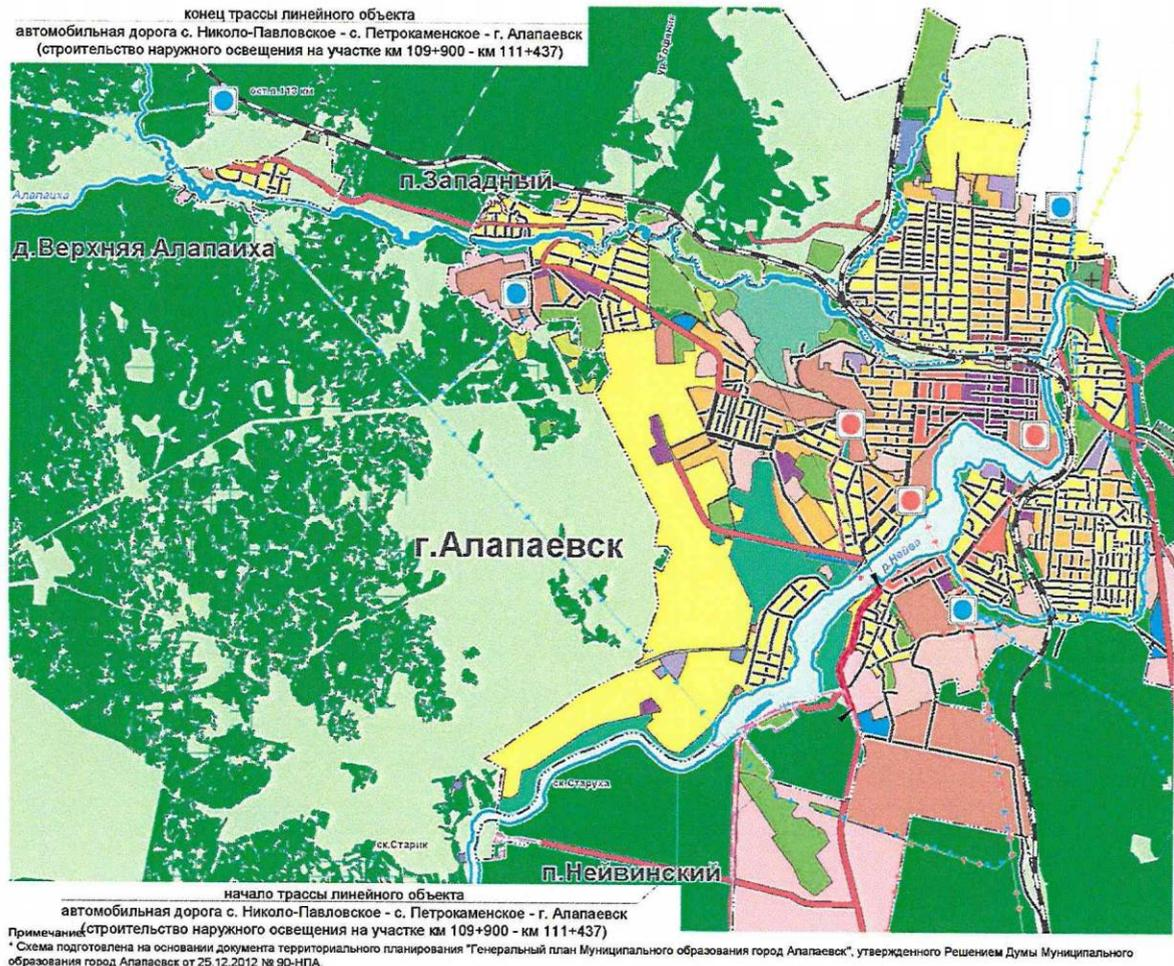 конец трассы линейного объекта
автомобильная дорога с. Николо-Павловское - с. Петрокаменское - г. Алапаевск
(строительство наружного освещения на участке км 109+900 - км 111+437)
ост.п.113 км
п.Западный
Алапаиха
д.Верхняя Алапаиха
г.Алапаевск
р.Нейва
ск.Старуха
ск.Старик
п.Нейвинский
начало трассы линейного объекта
автомобильная дорога с. Николо-Павловское - с. Петрокаменское - г. Алапаевск
Примечание:
(строительство наружного освещения на участке км 109+900 - км 111+437)
* Схема подготовлена на основании документа территориального планирования "Генеральный план Муниципального образования город Алапаевск", утвержденного Решением Думы Муниципального
образования город Алапаевск от 25.12.2012 № 90-НПА.